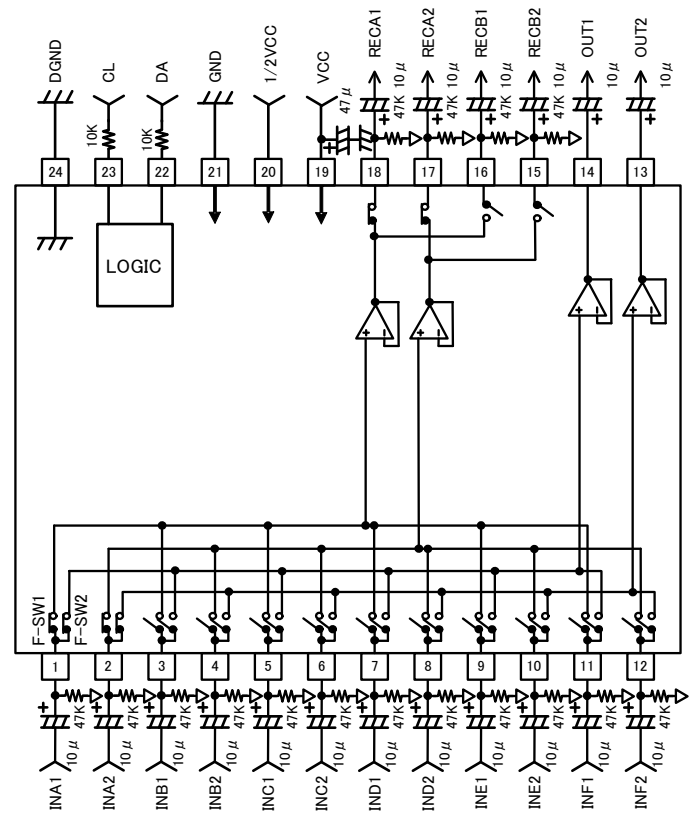 DGND
CL
DA
GND
1/2VCC
VCC
RECA1
RECA2
RECB1
RECB2
OUT1
OUT2
10K
10K
47μ
+
47K 10μ
+
47K 10μ
+
47K 10μ
+
47K 10μ
+
10μ
+
10μ
+
24
23
22
21
20
19
18
17
16
15
14
13
LOGIC
+ -
+ -
+ -
+ -
F-SW1
F-SW2
1
2
3
4
5
6
7
8
9
10
11
12
+
+
+
+
+
+
+
+
+
+
+
+
47K
47K
47K
47K
47K
47K
47K
47K
47K
47K
47K
47K
10μ
10μ
10μ
10μ
10μ
10μ
10μ
10μ
10μ
10μ
10μ
10μ
INA1
INA2
INB1
INB2
INC1
INC2
IND1
IND2
INE1
INE2
INF1
INF2